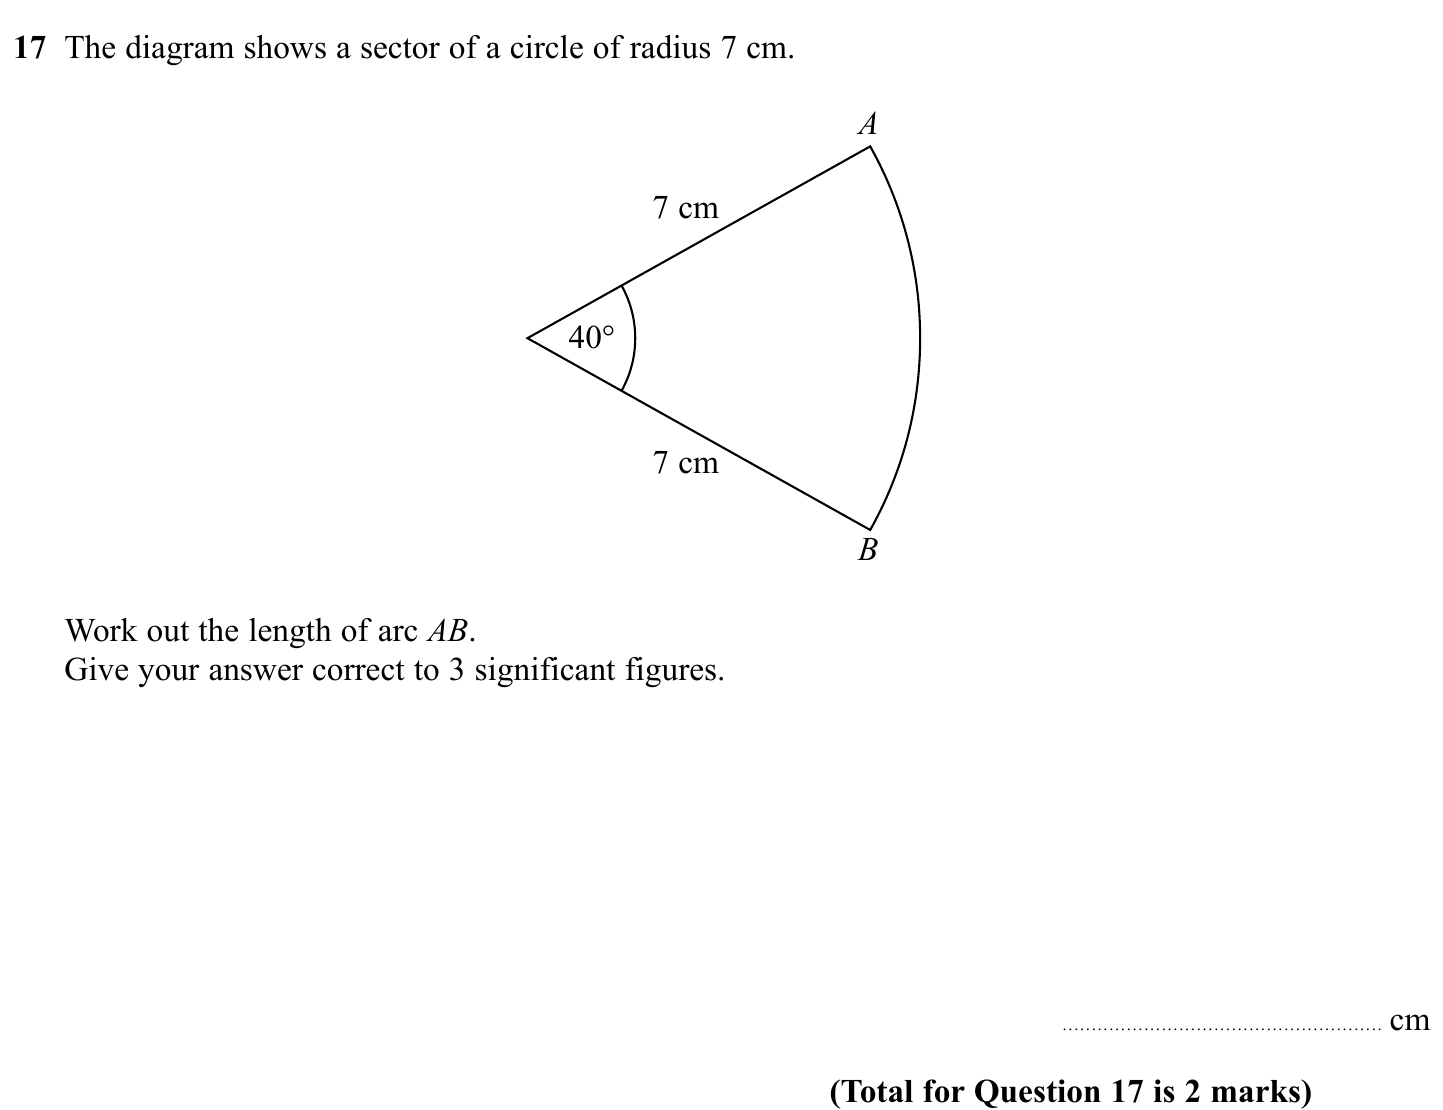 17 The diagram shows a sector of a circle of radius 7 cm.
A
7 cm
40°
7 cm
B
Work out the length of arc AB.
Give your answer correct to 3 significant figures.
........................................................ cm
(Total for Question 17 is 2 marks)